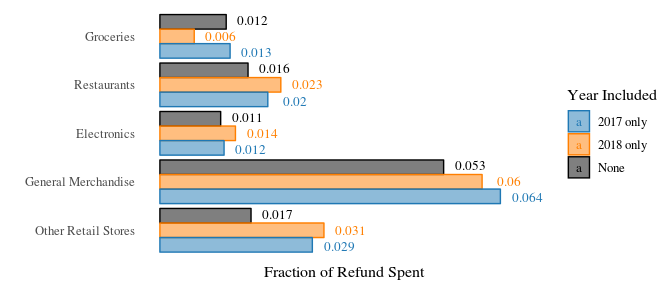 Groceries
0.012
0.006
0.013
Restaurants
0.016
0.023
0.02
Electronics
0.011
0.014
0.012
General Merchandise
0.053
0.06
0.064
Other Retail Stores
0.017
0.031
0.029
Fraction of Refund Spent
Year Included
a 2017 only
a 2018 only
a None